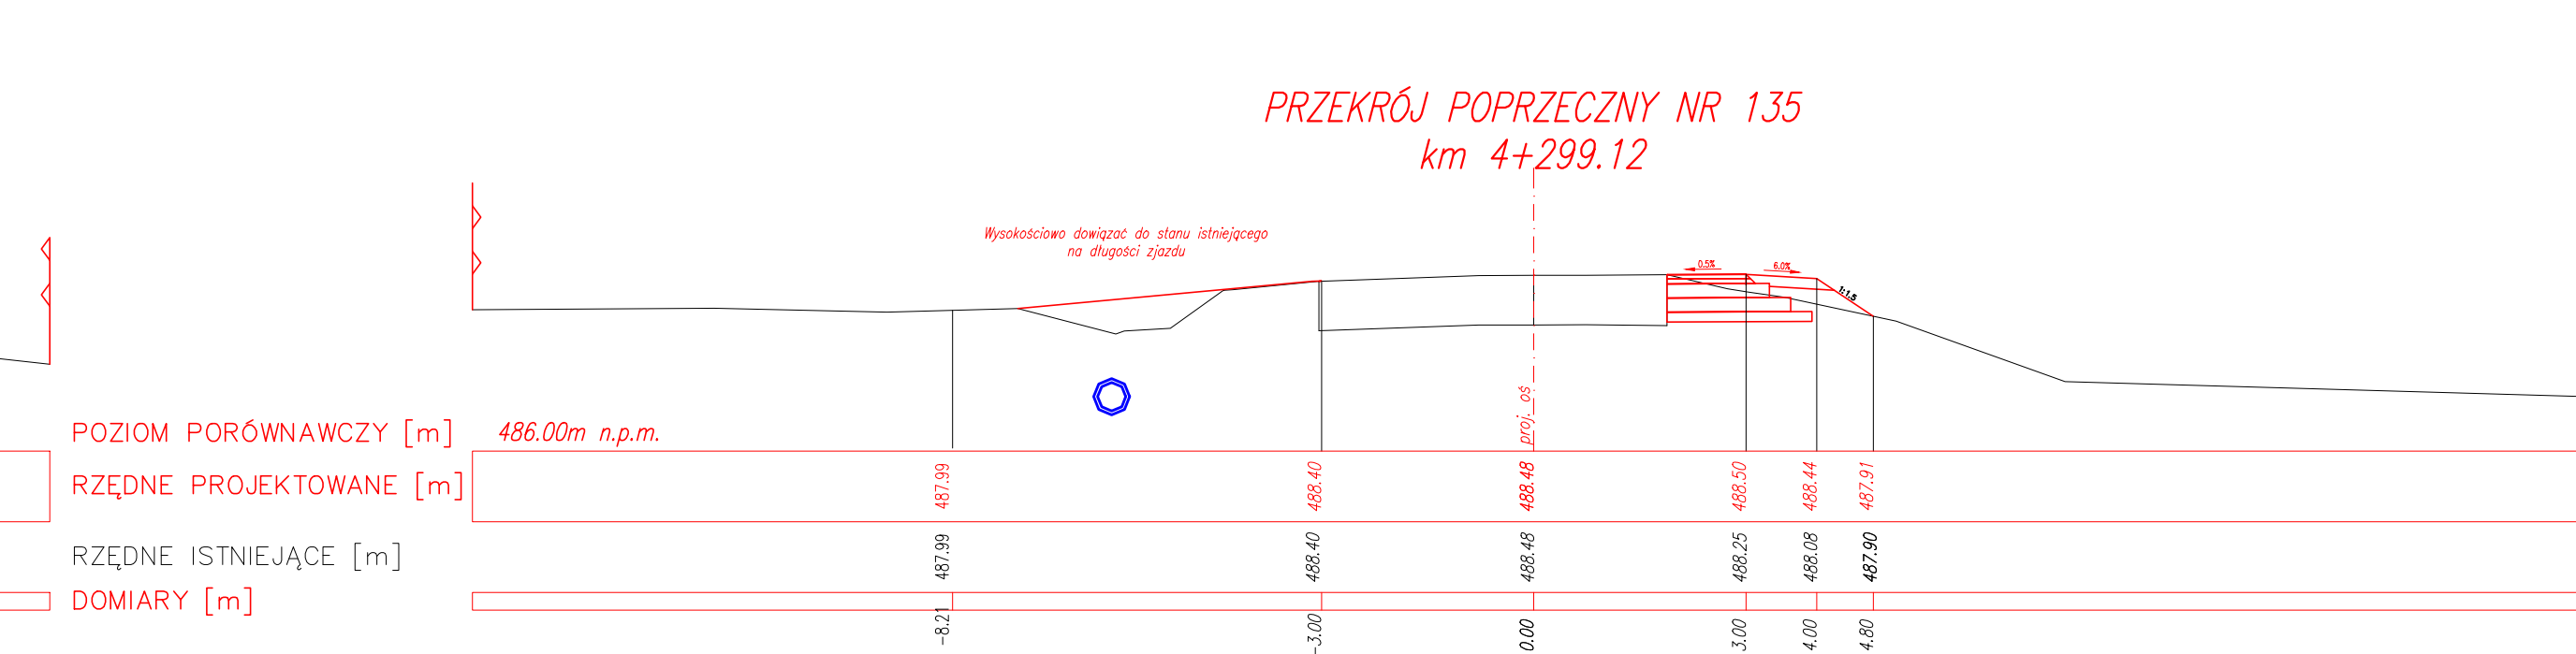 PRZEKRÓJ POPRZECZNY NR 135
km 4+299.12
Wysokościowo dowiązać do stanu istniejącego
na długości zjazdu
0.5%
6.0%
1:1.5
proj. oś
POZIOM PORÓWNAWCZY [m] 486.00m n.p.m.
RZĘDNE PROJEKTOWANE [m] 487.99 488.40 488.48 488.50 488.44 487.91
RZĘDNE ISTNIEJĄCE [m] 487.99 488.40 488.48 488.25 488.08 487.90
DOMIARY [m] -8.21 -3.00 0.00 3.00 4.00 4.80